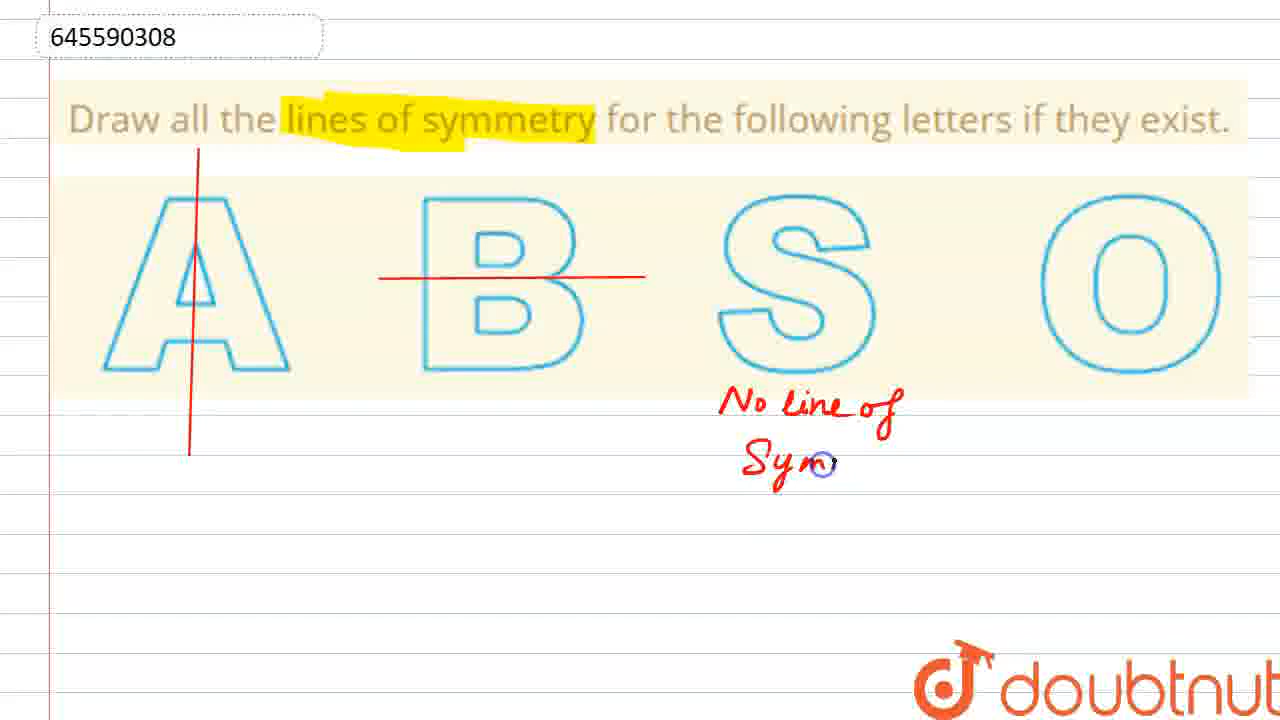 645590308
Draw all the lines of symmetry for the following letters if they exist.
A B S O
No line of
Sym
doubtnut